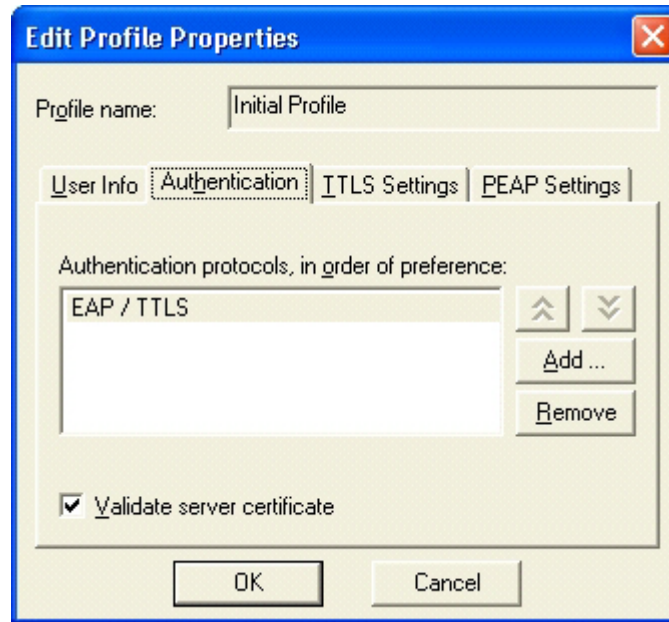 Edit Profile Properties
Profile name: Initial Profile
User Info Authentication TTLS Settings PEAP Settings
Authentication protocols, in order of preference:
EAP / TTLS
Add ...
Remove
Validate server certificate
OK Cancel